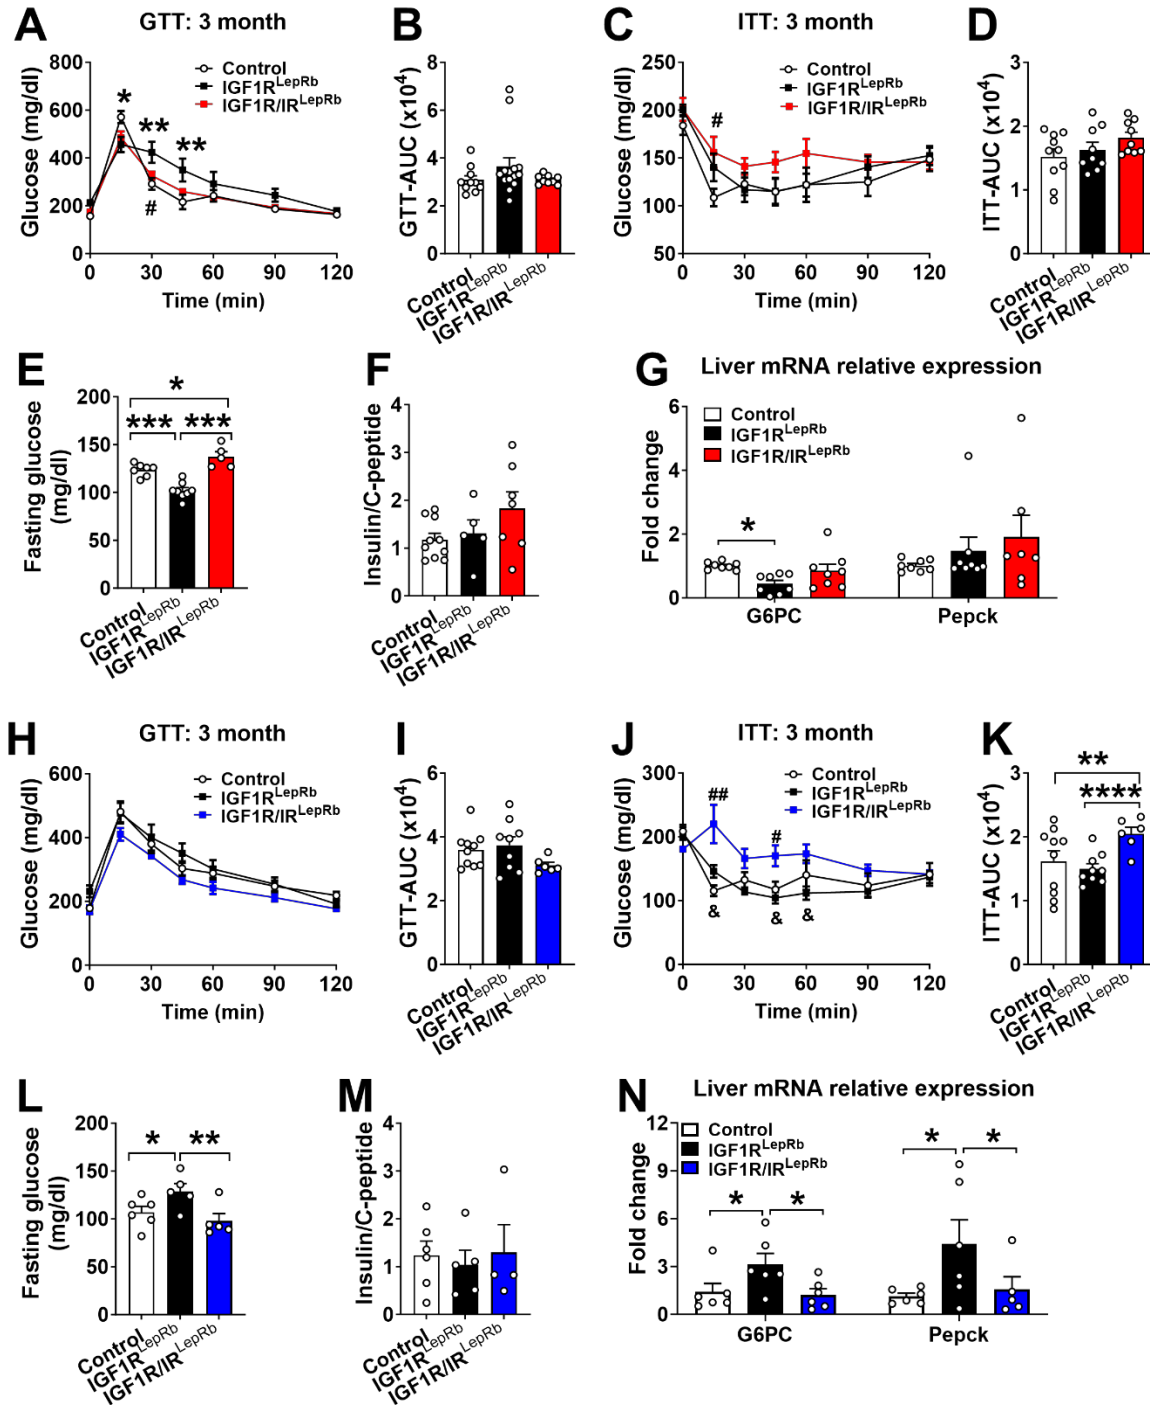 A
GTT: 3 month
Glucose (mg/dl)
800
600
400
200
0
Control
IGF1R^LepRb
IGF1R/IR^LepRb
*
**
**
#
0 30 60 90 120
Time (min)
B
GTT-AUC (x10^4)
8
6
4
2
0
Control
IGF1R^LepRb
IGF1R/IR^LepRb
C
ITT: 3 month
Glucose (mg/dl)
250
200
150
100
50
Control
IGF1R^LepRb
IGF1R/IR^LepRb
#
0 30 60 90 120
Time (min)
D
ITT-AUC (x10^4)
3
2
1
0
Control
IGF1R^LepRb
IGF1R/IR^LepRb
E
Fasting glucose
(mg/dl)
200
150
100
50
0
*
*** ***
Control
IGF1R^LepRb
IGF1R/IR^LepRb
F
Insulin/C-peptide
4
3
2
1
0
Control
IGF1R^LepRb
IGF1R/IR^LepRb
G
Liver mRNA relative expression
Fold change
6
4
2
0
Control
IGF1R^LepRb
IGF1R/IR^LepRb
*
G6PC Pepck
H
GTT: 3 month
Glucose (mg/dl)
600
400
200
0
Control
IGF1R^LepRb
IGF1R/IR^LepRb
0 30 60 90 120
Time (min)
I
GTT-AUC (x10^4)
6
4
2
0
Control
IGF1R^LepRb
IGF1R/IR^LepRb
J
ITT: 3 month
Glucose (mg/dl)
300
200
100
0
Control
IGF1R^LepRb
IGF1R/IR^LepRb
##
#
& & &
0 30 60 90 120
Time (min)
K
ITT-AUC (x10^4)
3
2
1
0
**
****
Control
IGF1R^LepRb
IGF1R/IR^LepRb
L
Fasting glucose
(mg/dl)
200
150
100
50
0
* **
Control
IGF1R^LepRb
IGF1R/IR^LepRb
M
Insulin/C-peptide
4
3
2
1
0
Control
IGF1R^LepRb
IGF1R/IR^LepRb
N
Liver mRNA relative expression
Fold change
12
9
6
3
0
Control
IGF1R^LepRb
IGF1R/IR^LepRb
* *
* *
G6PC Pepck